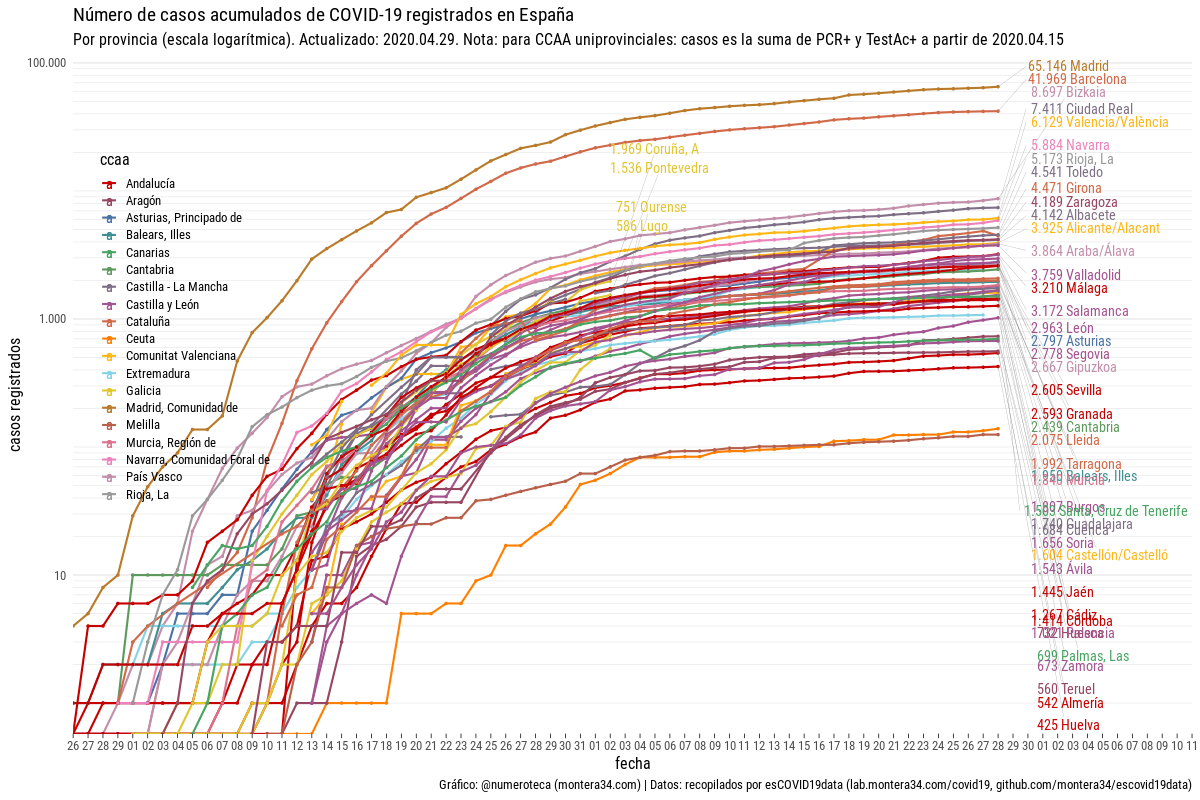 Número de casos acumulados de COVID-19 registrados en España
Por provincia (escala logarítmica). Actualizado: 2020.04.29. Nota: para CCAA uniprovinciales: casos es la suma de PCR+ y TestAc+ a partir de 2020.04.15
casos registrados
100.000
1.000
10
ccaa
Andalucía
Aragón
Asturias, Principado de
Balears, Illes
Canarias
Cantabria
Castilla - La Mancha
Castilla y León
Cataluña
Ceuta
Comunitat Valenciana
Extremadura
Galicia
Madrid, Comunidad de
Melilla
Murcia, Región de
Navarra, Comunidad Foral de
País Vasco
Rioja, La
1.969 Coruña, A
1.536 Pontevedra
751 Ourense
586 Lugo
65.146 Madrid
41.969 Barcelona
8.697 Bizkaia
7.411 Ciudad Real
6.129 Valencia/València
5.884 Navarra
5.173 Rioja, La
4.541 Toledo
4.471 Girona
4.189 Zaragoza
4.142 Albacete
3.925 Alicante/Alacant
3.864 Araba/Álava
3.759 Valladolid
3.210 Málaga
3.172 Salamanca
2.963 León
2.797 Asturias
2.778 Segovia
2.667 Gipuzkoa
2.605 Sevilla
2.593 Granada
2.439 Cantabria
2.075 Lleida
1.992 Tarragona
Balears, Illes
Murcia
Burgos
Santa Cruz de Tenerife
1.740 Guadalajara
1.684 Cuenca
1.656 Soria
1.604 Castellón/Castelló
1.543 Ávila
1.445 Jaén
1.267 Cádiz
1.414 Córdoba
699 Palmas, Las
673 Zamora
560 Teruel
542 Almería
425 Huelva
26 27 28 29 01 02 03 04 05 06 07 08 09 10 11 12 13 14 15 16 17 18 19 20 21 22 23 24 25 26 27 28 29 30 31 01 02 03 04 05 06 07 08 09 10 11 12 13 14 15 16 17 18 19 20 21 22 23 24 25 26 27 28 29 30 01 02 03 04 05 06 07 08 09 10 11
fecha
Gráfico: @numeroteca (montera34.com) | Datos: recopilados por esCOVID19data (lab.montera34.com/covid19, github.com/montera34/escovid19data)